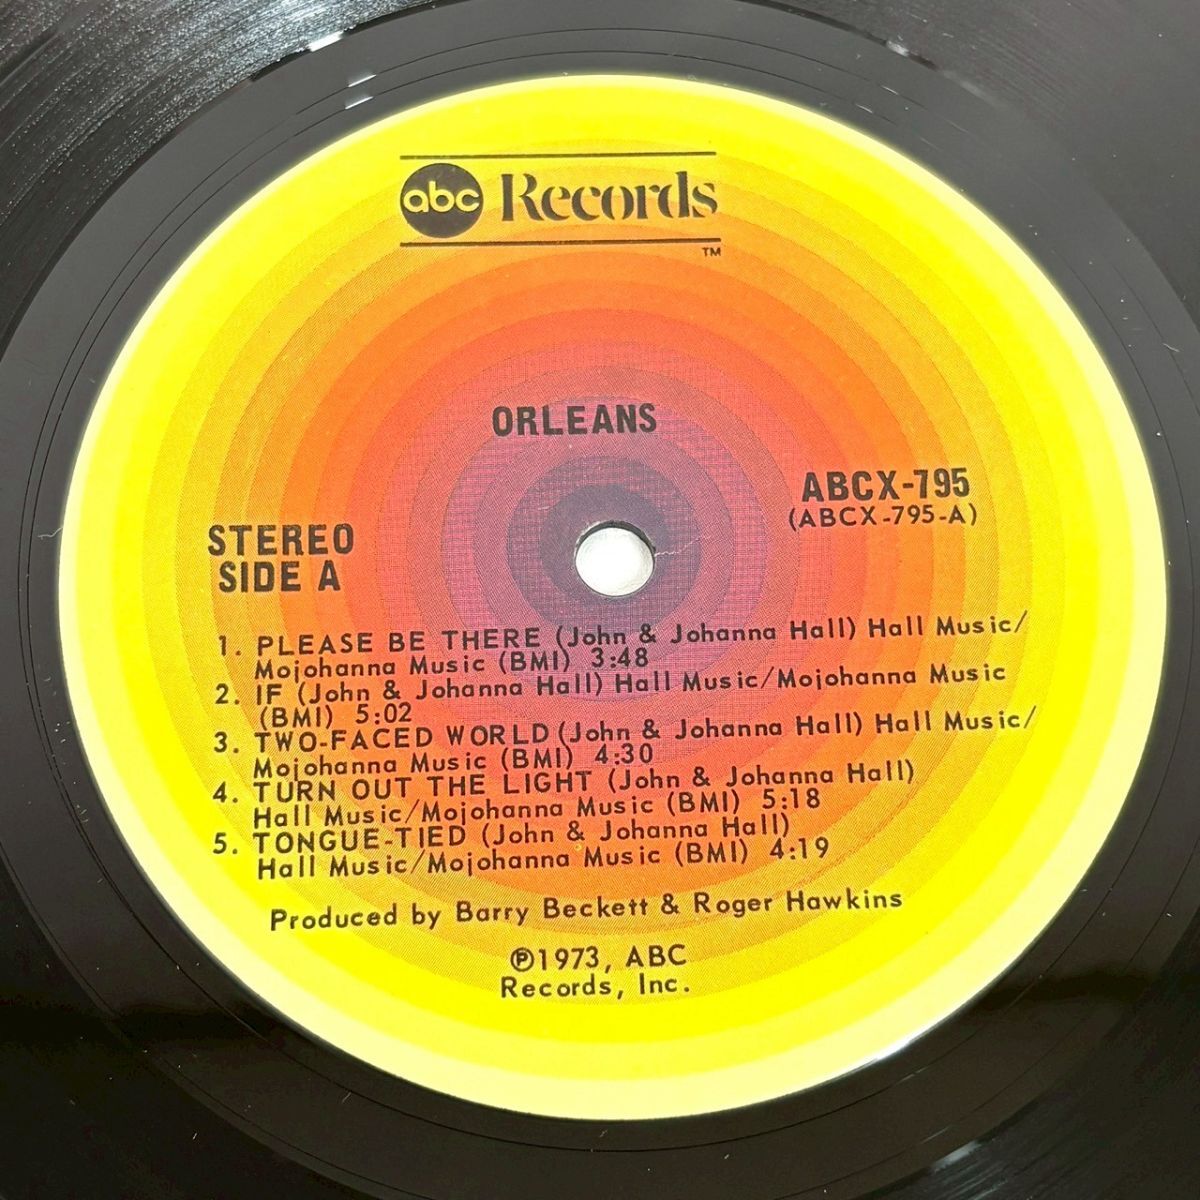 abc Records
TM
ORLEANS
ABCX-795
(ABCX-795-A)
STEREO
SIDE A
1. PLEASE BE THERE (John & Johanna Hall) Hall Music/
Mojohanna Music (BMI) 3:48
2. IF (John & Johanna Hall) Hall Music/Mojohanna Music
(BMI) 5:02
3. TWO-FACED WORLD (John & Johanna Hall) Hall Music/
Mojohanna Music (BMI) 4:30
4. TURN OUT THE LIGHT (John & Johanna Hall)
Hall Music/Mojohanna Music (BMI) 5:18
5. TONGUE-TIED (John & Johanna Hall)
Hall Music/Mojohanna Music (BMI) 4:19
Produced by Barry Beckett & Roger Hawkins
℗1973, ABC
Records, Inc.